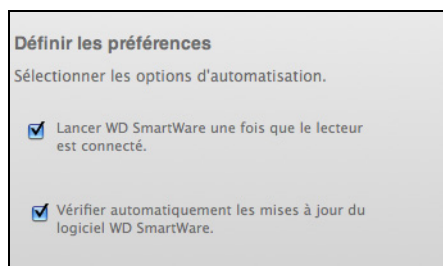 Définir les préférences
Sélectionner les options d'automatisation.
Lancer WD SmartWare une fois que le lecteur
est connecté.
Vérifier automatiquement les mises à jour du
logiciel WD SmartWare.